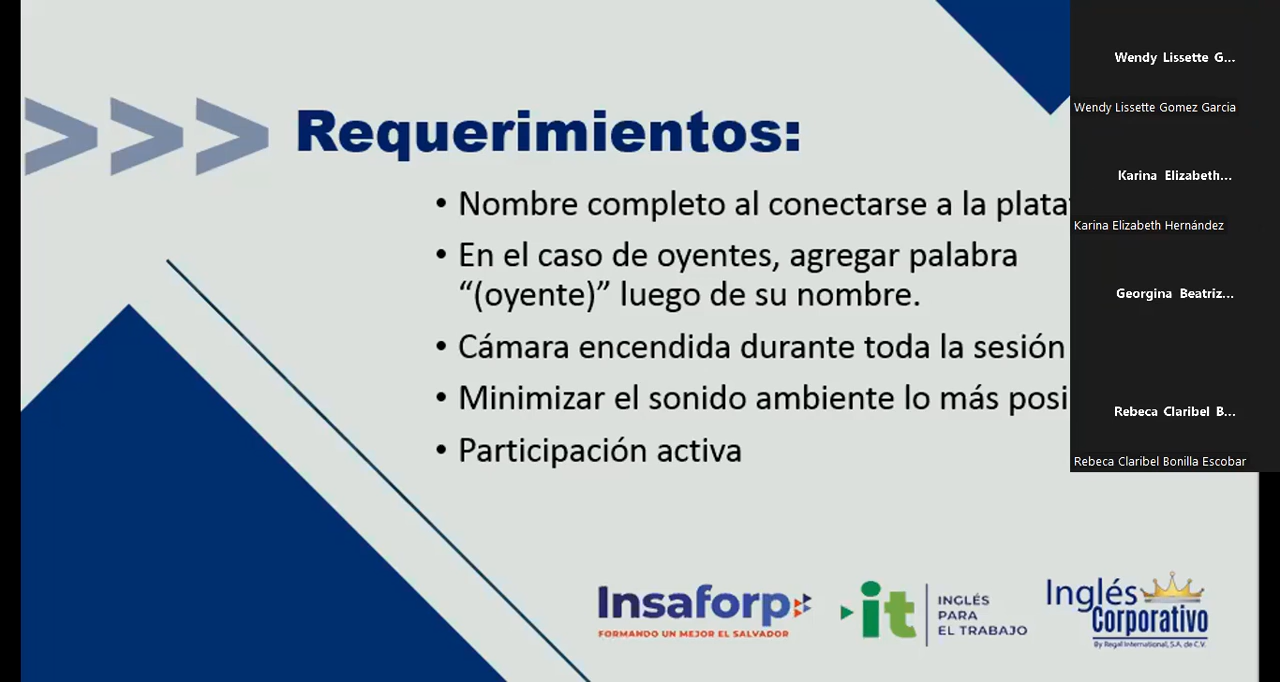 >>> Requerimientos:
• Nombre completo al conectarse a la plata
• En el caso de oyentes, agregar palabra
“(oyente)” luego de su nombre.
• Cámara encendida durante toda la sesión
• Minimizar el sonido ambiente lo más posi
• Participación activa
Insaforp
FORMANDO UN MEJOR EL SALVADOR
it
INGLÉS
PARA
EL TRABAJO
Inglés
Corporativo
By Regal International, S.A. de C.V.
Wendy Lissette G...
Wendy Lissette Gomez Garcia
Karina Elizabeth...
Karina Elizabeth Hernández
Georgina Beatriz...
Rebeca Claribel B...
Rebeca Claribel Bonilla Escobar